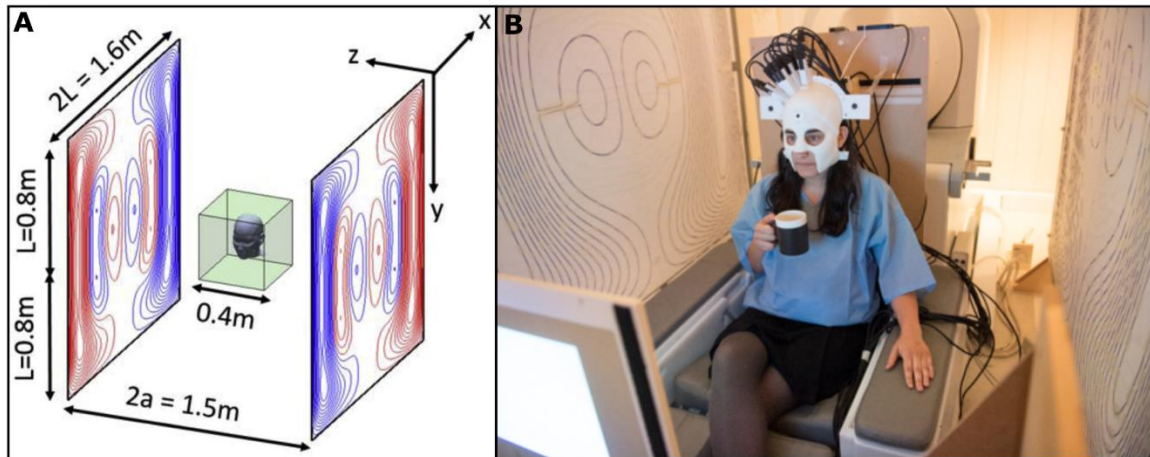 A
2L = 1.6m
L=0.8m
L=0.8m
0.4m
2a = 1.5m
x
z
y
B